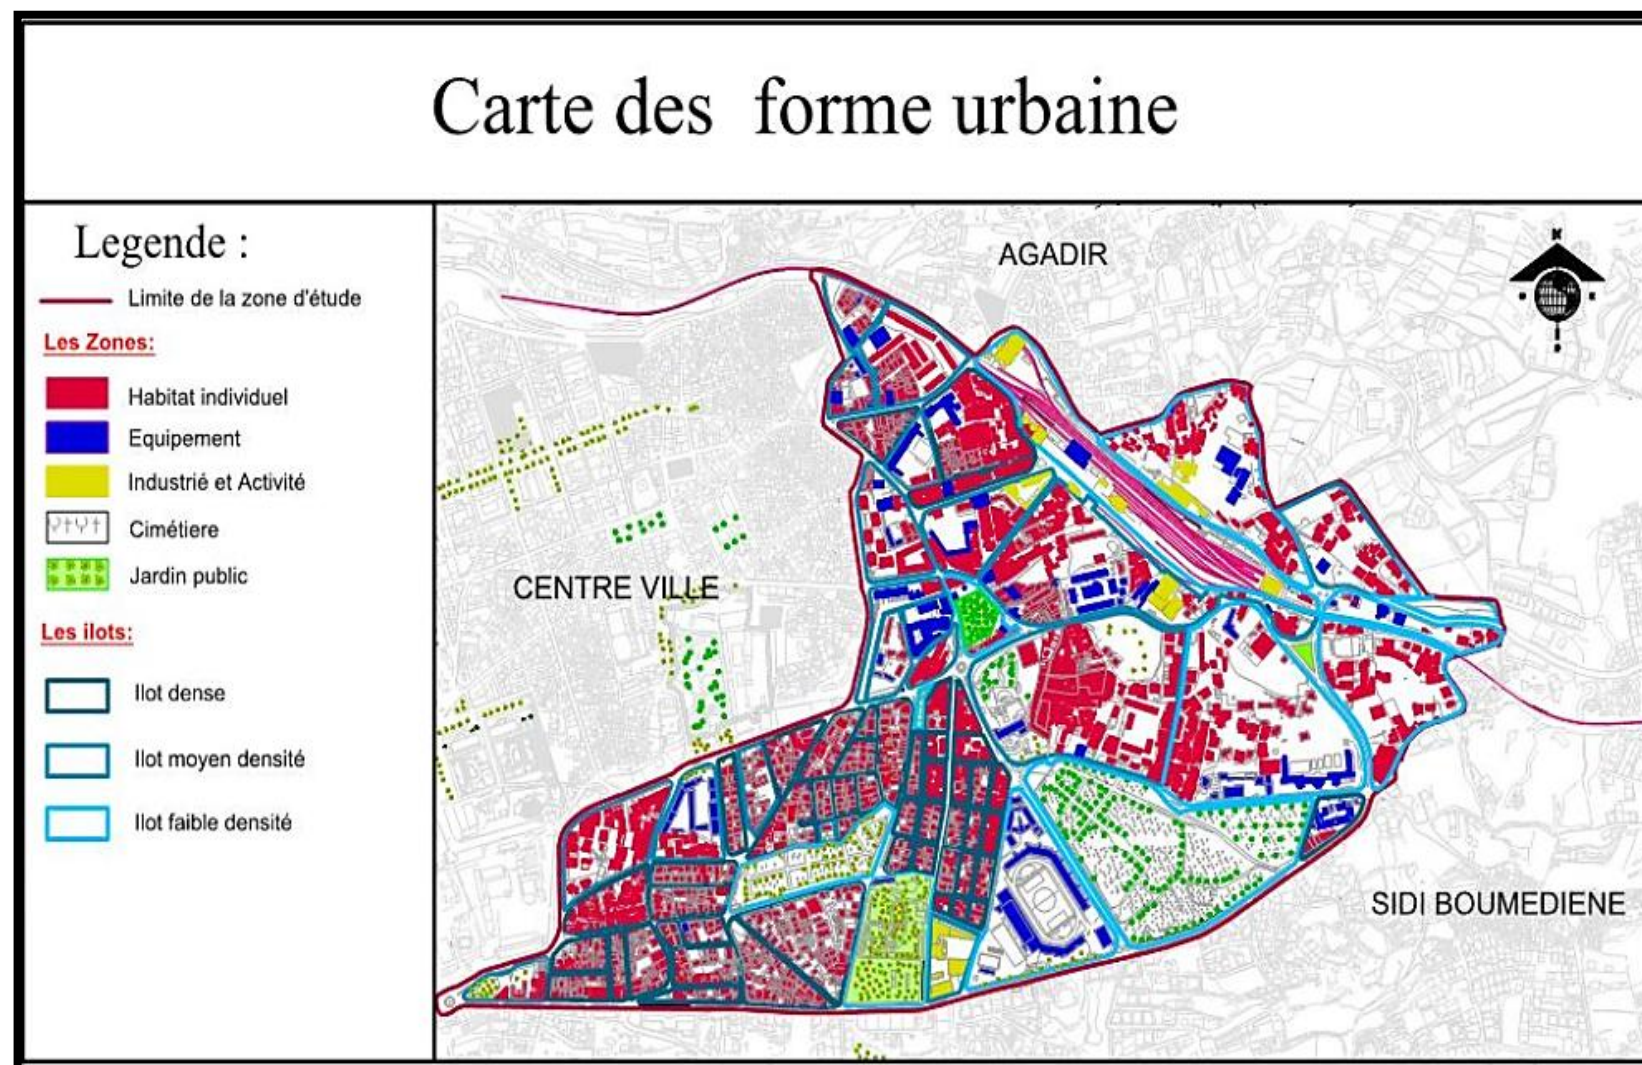 Carte des forme urbaine
Legende :
Limite de la zone d'étude
Les Zones:
Habitat individuel
Equipement
Industrié et Activité
Cimétiere
Jardin public
Les ilots:
Ilot dense
Ilot moyen densité
Ilot faible densité
AGADIR
CENTRE VILLE
SIDI BOUMEDIENE